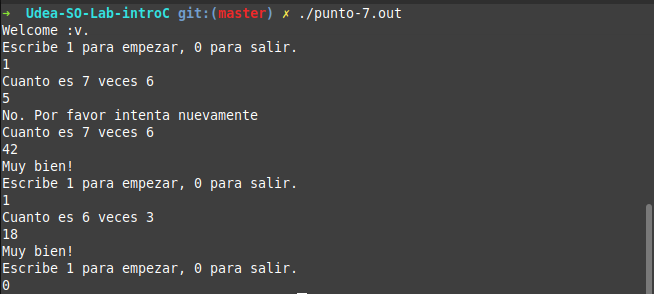 ➜  Udea-SO-Lab-introC git:(master) ✗ ./punto-7.out
Welcome :v.
Escribe 1 para empezar, 0 para salir.
1
Cuanto es 7 veces 6
5
No. Por favor intenta nuevamente
Cuanto es 7 veces 6
42
Muy bien!
Escribe 1 para empezar, 0 para salir.
1
Cuanto es 6 veces 3
18
Muy bien!
Escribe 1 para empezar, 0 para salir.
0